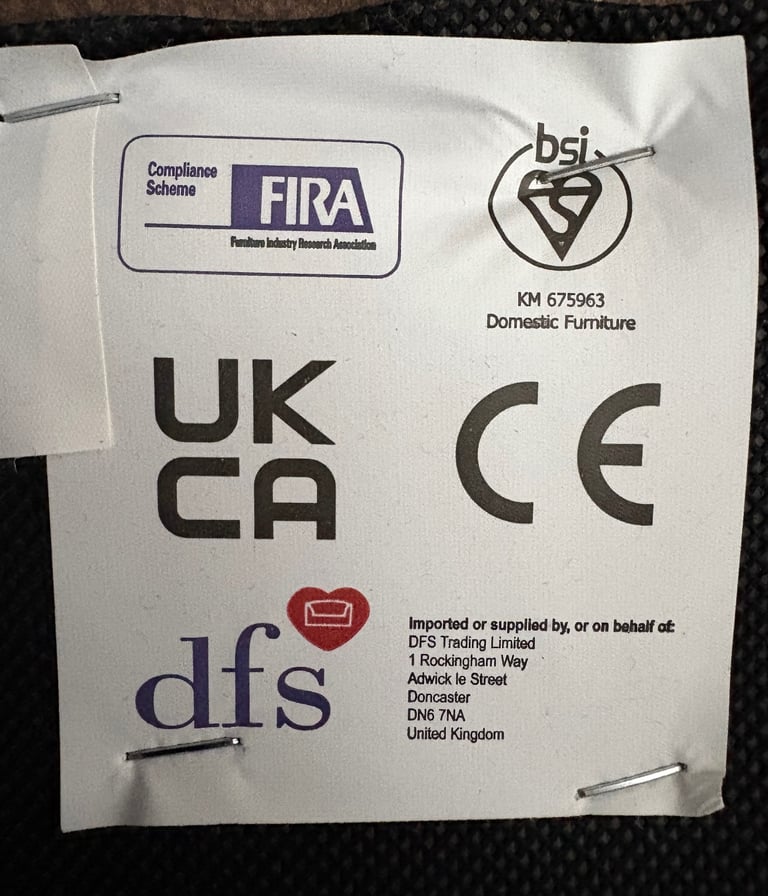 Compliance
Scheme
FIRA
Furniture Industry Research Association
bsi
KM 675963
Domestic Furniture
UK
CA
CE
dfs
Imported or supplied by, or on behalf of:
DFS Trading Limited
1 Rockingham Way
Adwick le Street
Doncaster
DN6 7NA
United Kingdom